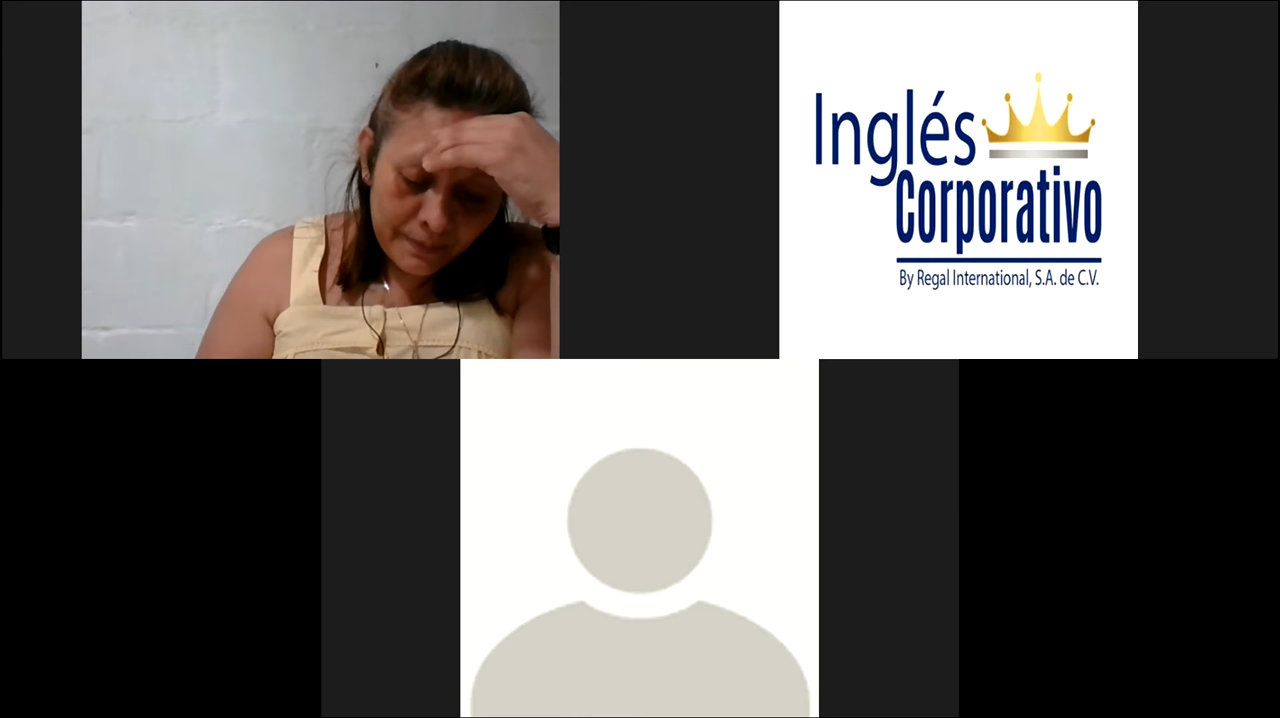 Inglés
Corporativo
By Regal International, S.A. de C.V.